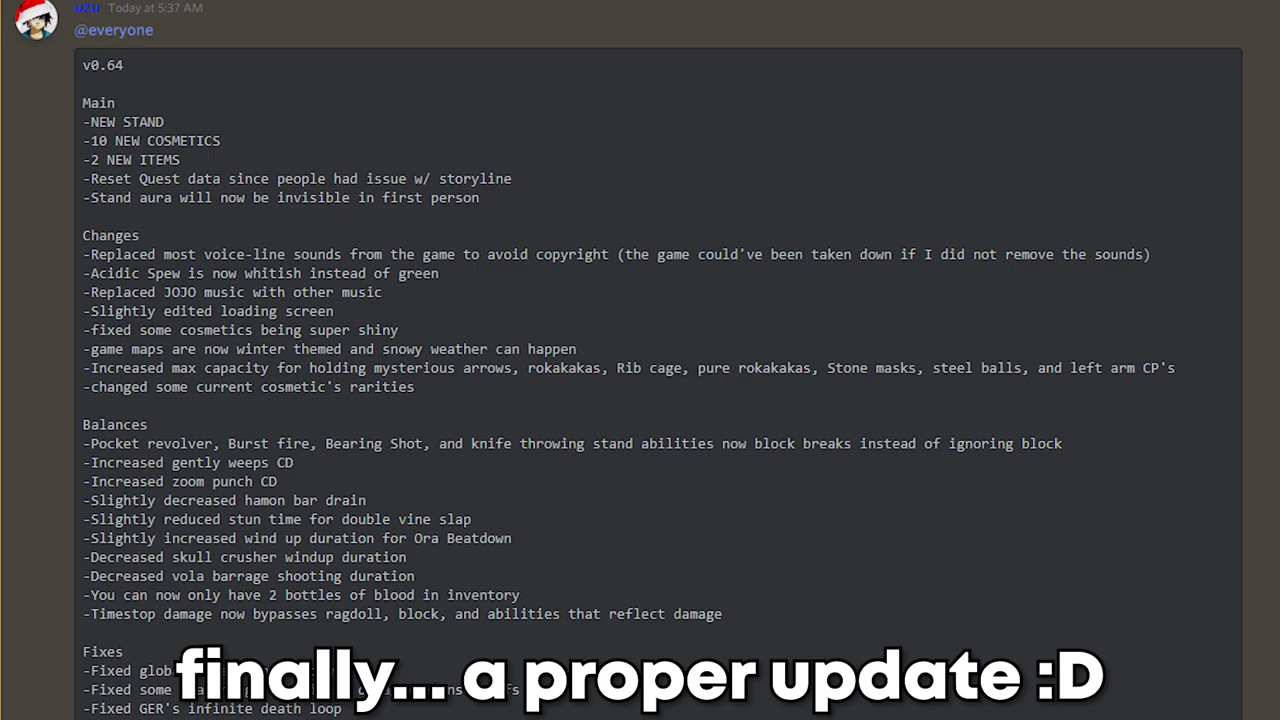 UZU Today at 5:37 AM
@everyone
v0.64
Main
-NEW STAND
-10 NEW COSMETICS
-2 NEW ITEMS
-Reset Quest data since people had issue w/ storyline
-Stand aura will now be invisible in first person
Changes
-Replaced most voice-line sounds from the game to avoid copyright (the game could've been taken down if I did not remove the sounds)
-Acidic Spew is now whitish instead of green
-Replaced JOJO music with other music
-Slightly edited loading screen
-fixed some cosmetics being super shiny
-game maps are now winter themed and snowy weather can happen
-Increased max capacity for holding mysterious arrows, rokakakas, Rib cage, pure rokakakas, Stone masks, steel balls, and left arm CP's
-changed some current cosmetic's rarities
Balances
-Pocket revolver, Burst fire, Bearing Shot, and knife throwing stand abilities now block breaks instead of ignoring block
-Increased gently weeps CD
-Increased zoom punch CD
-Slightly decreased hamon bar drain
-Slightly reduced stun time for double vine slap
-Slightly increased wind up duration for Ora Beatdown
-Decreased skull crusher windup duration
-Decreased vola barrage shooting duration
-You can now only have 2 bottles of blood in inventory
-Timestop damage now bypasses ragdoll, block, and abilities that reflect damage
Fixes
-Fixed
-Fixed some
-Fixed GER's infinite death loop
finally... a proper update :D